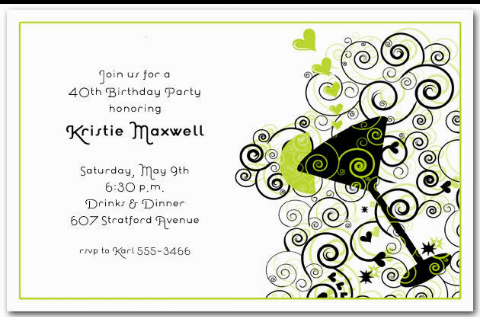 Join us for a
40th Birthday Party
honoring
Kristie Maxwell
Saturday, May 9th
6:30 p.m.
Drinks & Dinner
607 Stratford Avenue
rsvp to Karl 555-3466